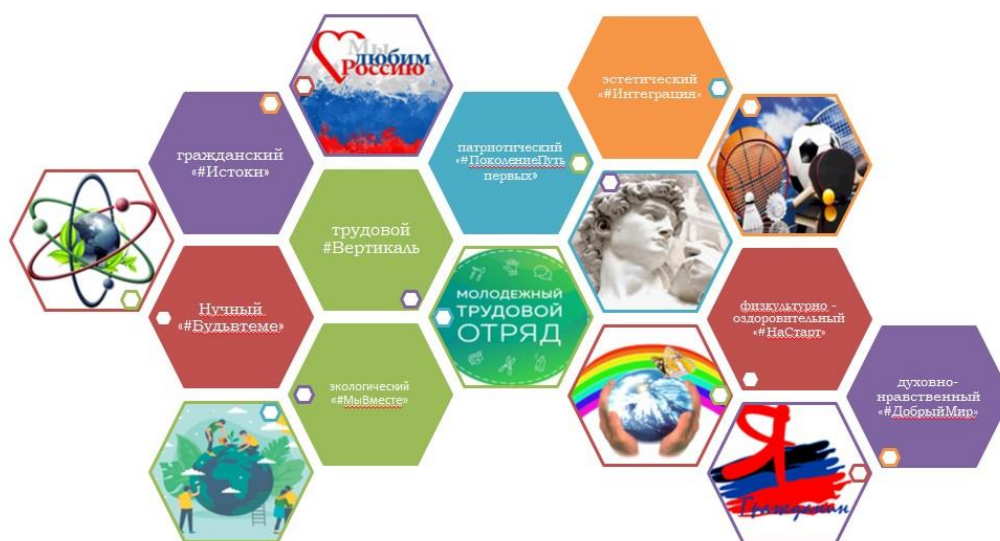 Мы
любим
Россию
эстетический
«#Интеграция»
гражданский
«#Истоки»
патриотический
«#ПоколениеПуть
первых»
трудовой
#Вертикаль
Нучный
«#Будьвтеме»
МОЛОДЕЖНЫЙ
ТРУДОВОЙ
ОТРЯД
физкультурно -
оздоровительный
«#НаСтарт»
экологический
«#МыВместе»
духовно-
нравственный
«#ДобрыйМир»
Я
Гражданин